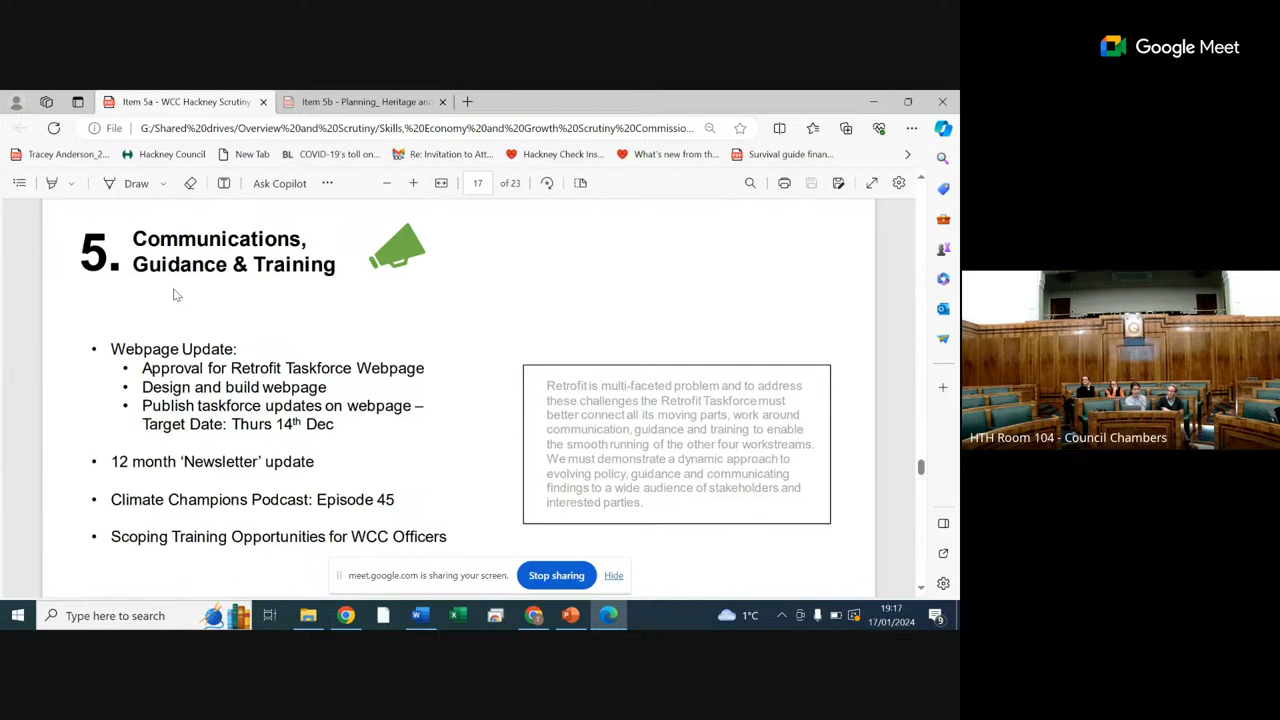 Google Meet
Item 5a - WCC Hackney Scrutiny
Item 5b - Planning_ Heritage and
File
G:/Shared%20drives/Overview%20and%20Scrutiny/Skills,%20Economy%20and%20Growth%20Scrutiny%20Commissio...
Tracey Anderson_2...
Hackney Council
New Tab
BL COVID-19's toll on...
Re: Invitation to Att...
Hackney Check Ins...
What's new from th...
Survival guide finan...
Draw
Ask Copilot
17 of 23
5. Communications,
Guidance & Training
• Webpage Update:
• Approval for Retrofit Taskforce Webpage
• Design and build webpage
• Publish taskforce updates on webpage –
Target Date: Thurs 14th Dec
• 12 month ‘Newsletter’ update
• Climate Champions Podcast: Episode 45
• Scoping Training Opportunities for WCC Officers
Retrofit is multi-faceted problem and to address
these challenges the Retrofit Taskforce must
better connect all its moving parts, work around
communication, guidance and training to enable
the smooth running of the other four workstreams.
We must demonstrate a dynamic approach to
evolving policy, guidance and communicating
findings to a wide audience of stakeholders and
interested parties.
HTH Room 104 - Council Chambers
meet.google.com is sharing your screen.
Stop sharing
Hide
Type here to search
1°C
19:17
17/01/2024
9